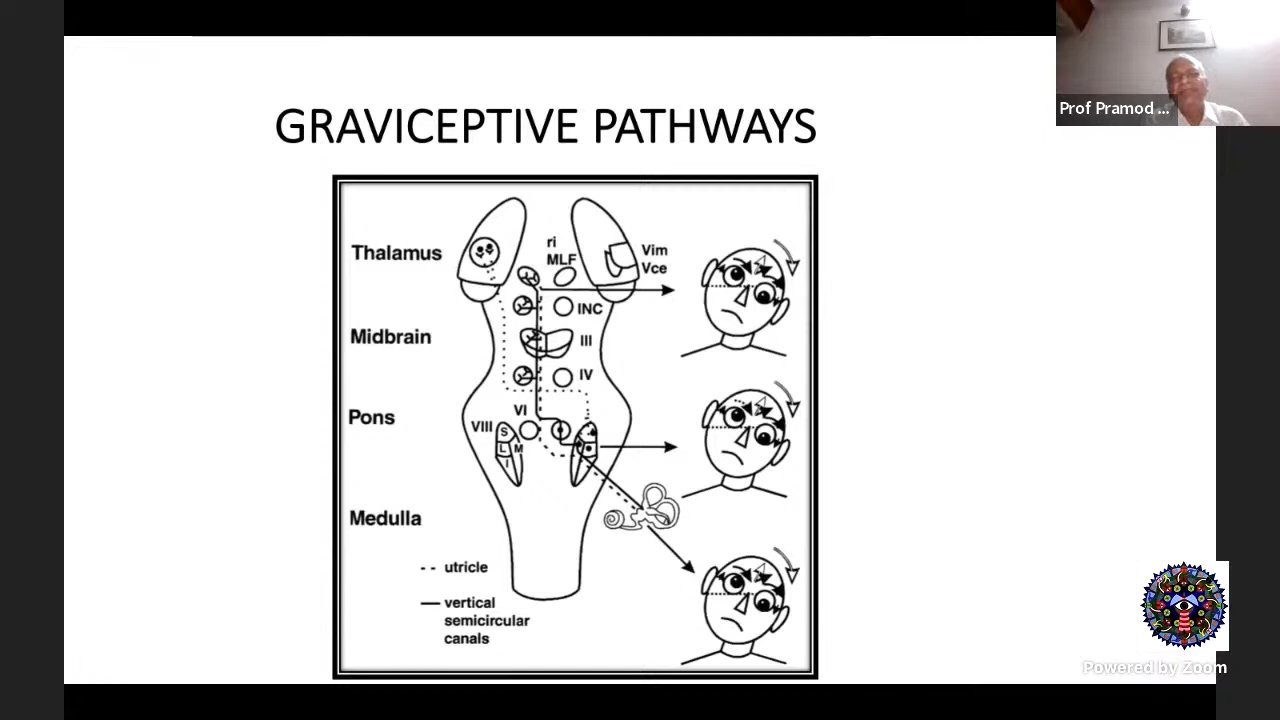 GRAVICEPTIVE PATHWAYS
Prof Pramod ...
Thalamus
ri
MLF
Vim
Vce
INC
Midbrain
III
IV
Pons
VI
VIII
S
L
M
I
Medulla
utricle
vertical
semicircular
canals
Powered by Zoom